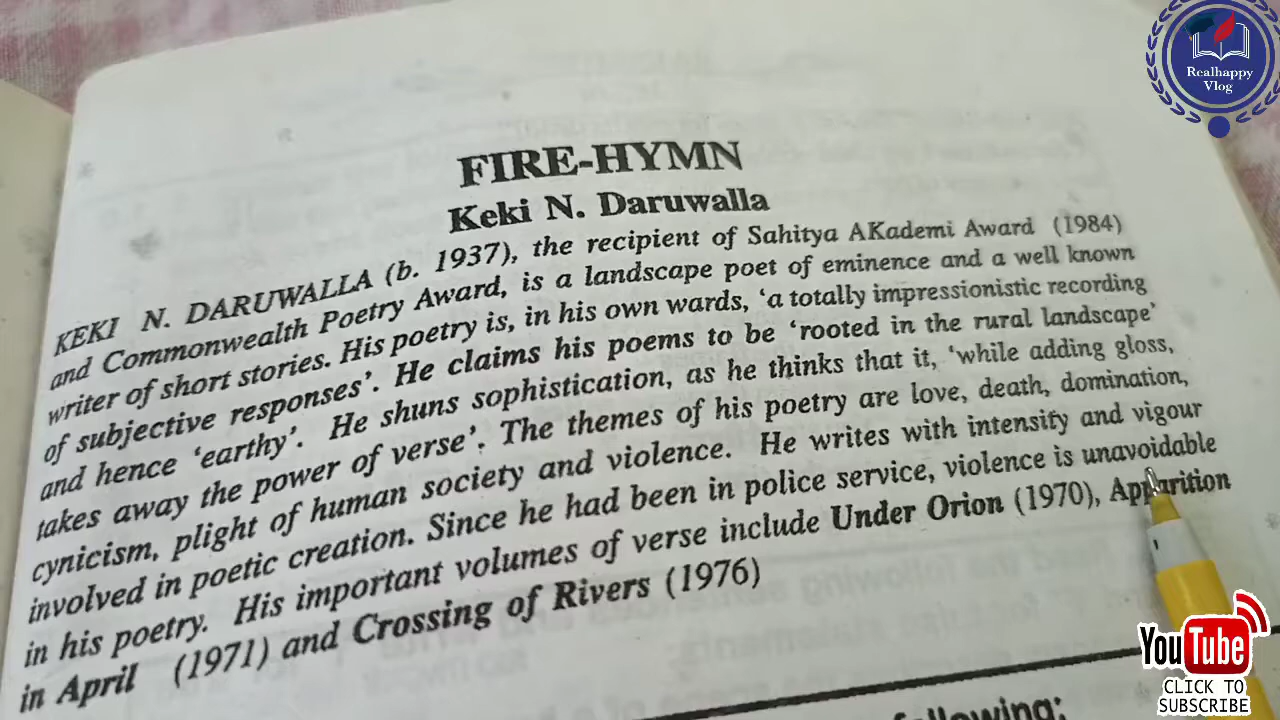 Realhappy
Vlog
FIRE-HYMN
Keki N. Daruwalla
KEKI N. DARUWALLA (b. 1937), the recipient of Sahitya AKademi Award (1984)
and Commonwealth Poetry Award, is a landscape poet of eminence and a well known
writer of short stories. His poetry is, in his own wards, 'a totally impressionistic recording
of subjective responses'. He claims his poems to be 'rooted in the rural landscape'
and hence 'earthy'. He shuns sophistication, as he thinks that it, 'while adding gloss,
takes away the power of verse'. The themes of his poetry are love, death, domination,
cynicism, plight of human society and violence. He writes with intensity and vigour
involved in poetic creation. Since he had been in police service, violence is unavoidable
in his poetry. His important volumes of verse include Under Orion (1970), Apparition
in April (1971) and Crossing of Rivers (1976)
following:
YouTube
CLICK TO
SUBSCRIBE